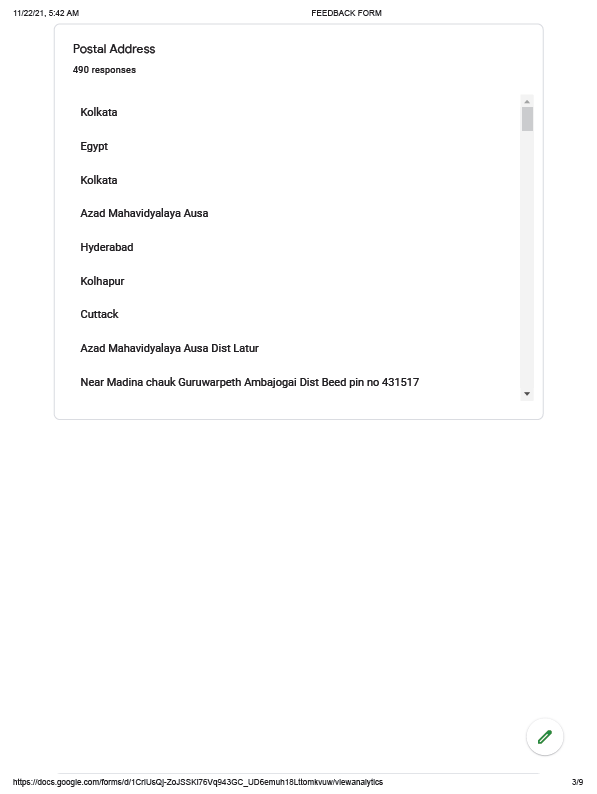 11/22/21, 5:42 AM FEEDBACK FORM
Postal Address
490 responses
Kolkata
Egypt
Kolkata
Azad Mahavidyalaya Ausa
Hyderabad
Kolhapur
Cuttack
Azad Mahavidyalaya Ausa Dist Latur
Near Madina chauk Guruwarpeth Ambajogai Dist Beed pin no 431517
https://docs.google.com/forms/d/1CriUsQj-ZoJSSKl76Vq943GC_UD6emuh18Lttomkvuw/viewanalytics 3/9